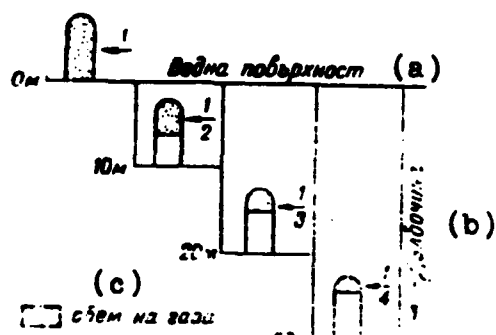 1
Водна повърхност (a)
0м
1
2
10м
1
3
20м
(b)
(c)
4
обем на газа